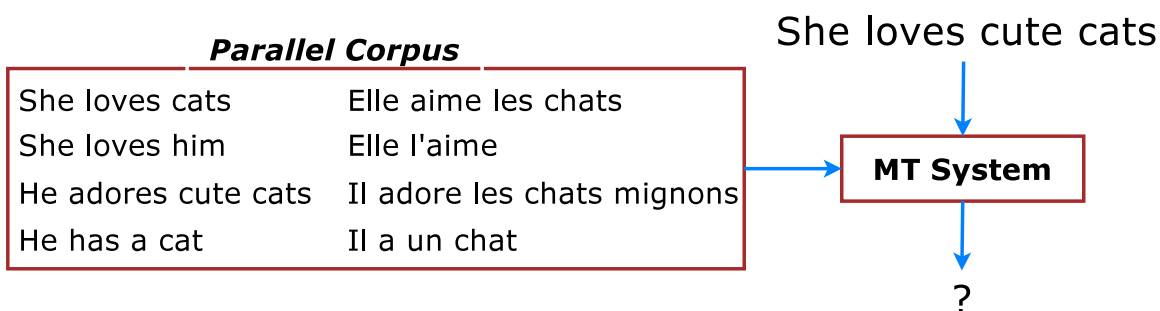 She loves cute cats
Parallel Corpus
She loves cats Elle aime les chats
She loves him Elle l'aime
He adores cute cats Il adore les chats mignons
He has a cat Il a un chat
MT System
?